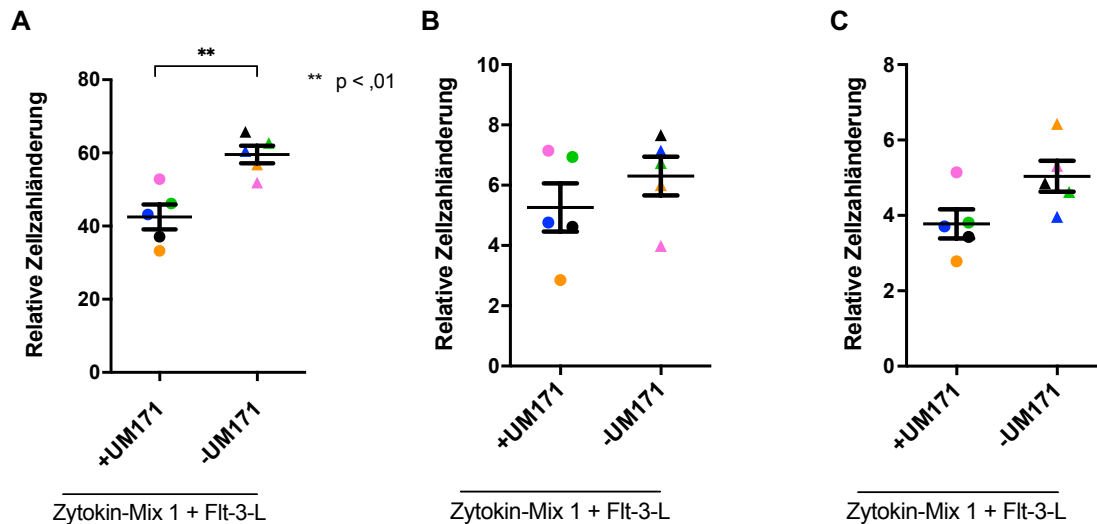 A
Relative Zellzahländerung
80
60
40
20
0
**
** p < ,01
+UM171
-UM171
Zytokin-Mix 1 + Flt-3-L
B
Relative Zellzahländerung
10
8
6
4
2
0
+UM171
-UM171
Zytokin-Mix 1 + Flt-3-L
C
Relative Zellzahländerung
8
6
4
2
0
+UM171
-UM171
Zytokin-Mix 1 + Flt-3-L